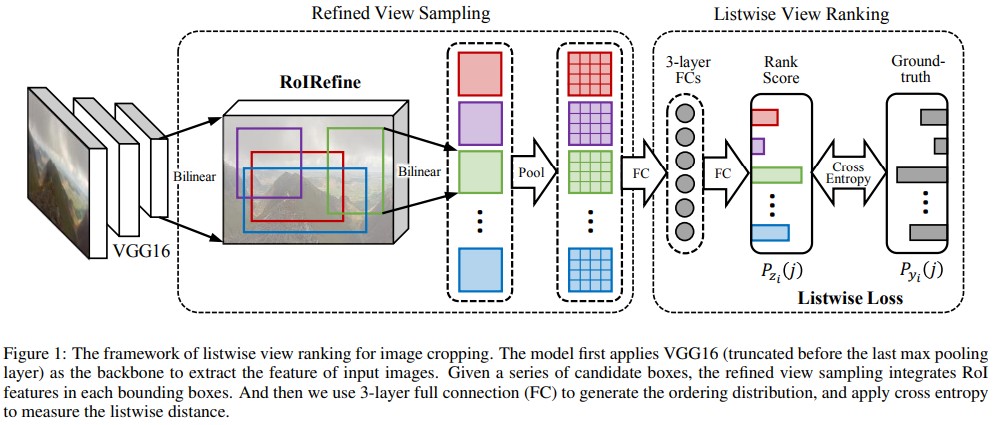 Refined View Sampling
Listwise View Ranking
RoIRefine
3-layer
FCs
Rank
Score
Ground-
truth
Bilinear
Bilinear
Pool
FC
FC
Cross
Entropy
VGG16
P_{z_i}(j)
P_{y_i}(j)
Listwise Loss
Figure 1: The framework of listwise view ranking for image cropping. The model first applies VGG16 (truncated before the last max pooling
layer) as the backbone to extract the feature of input images. Given a series of candidate boxes, the refined view sampling integrates RoI
features in each bounding boxes. And then we use 3-layer full connection (FC) to generate the ordering distribution, and apply cross entropy
to measure the listwise distance.